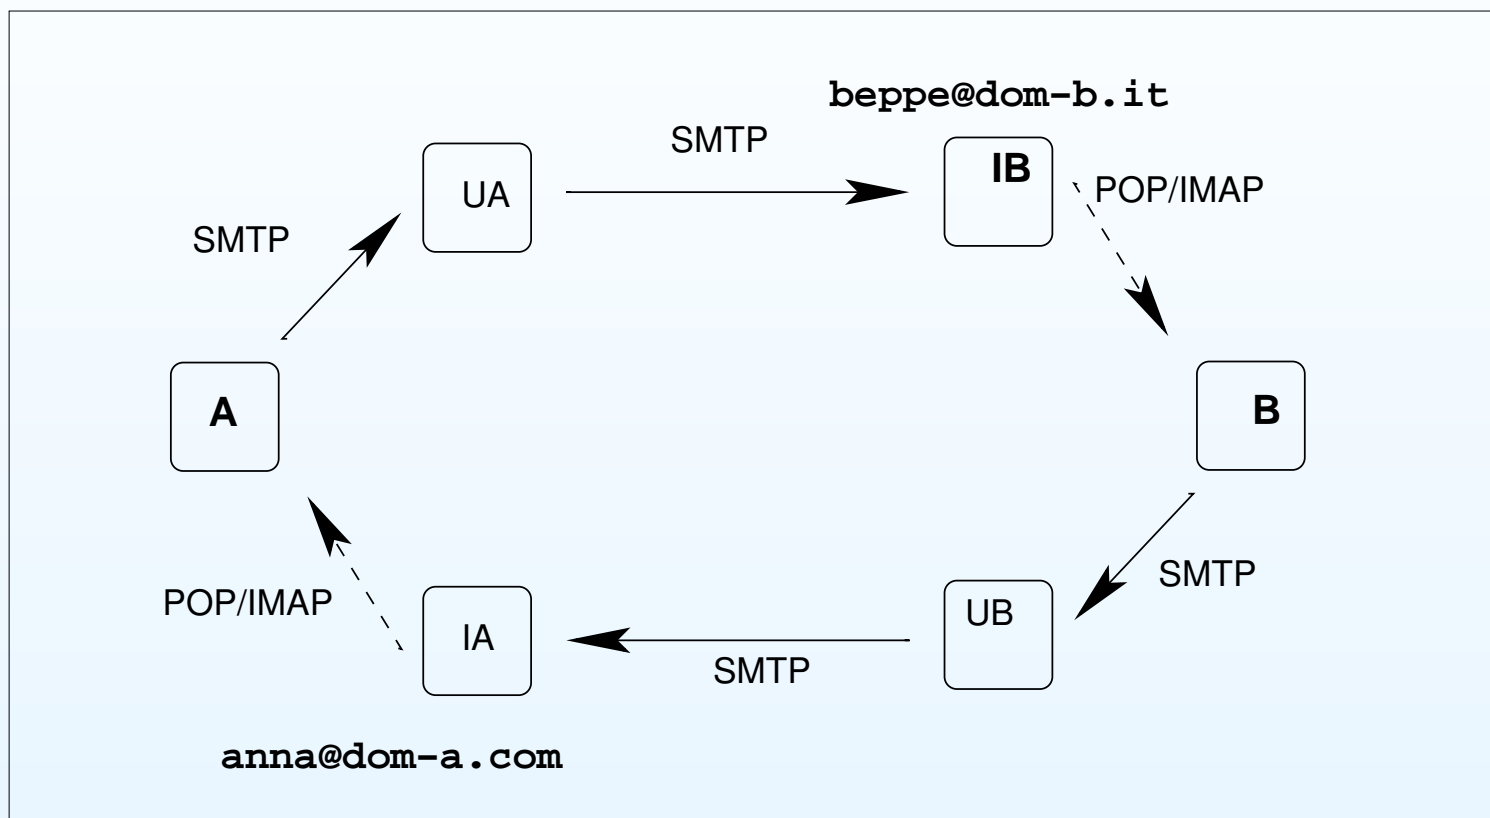 beppe@dom-b.it
SMTP
UA
IB
POP/IMAP
SMTP
A
B
SMTP
POP/IMAP
IA
UB
SMTP
anna@dom-a.com